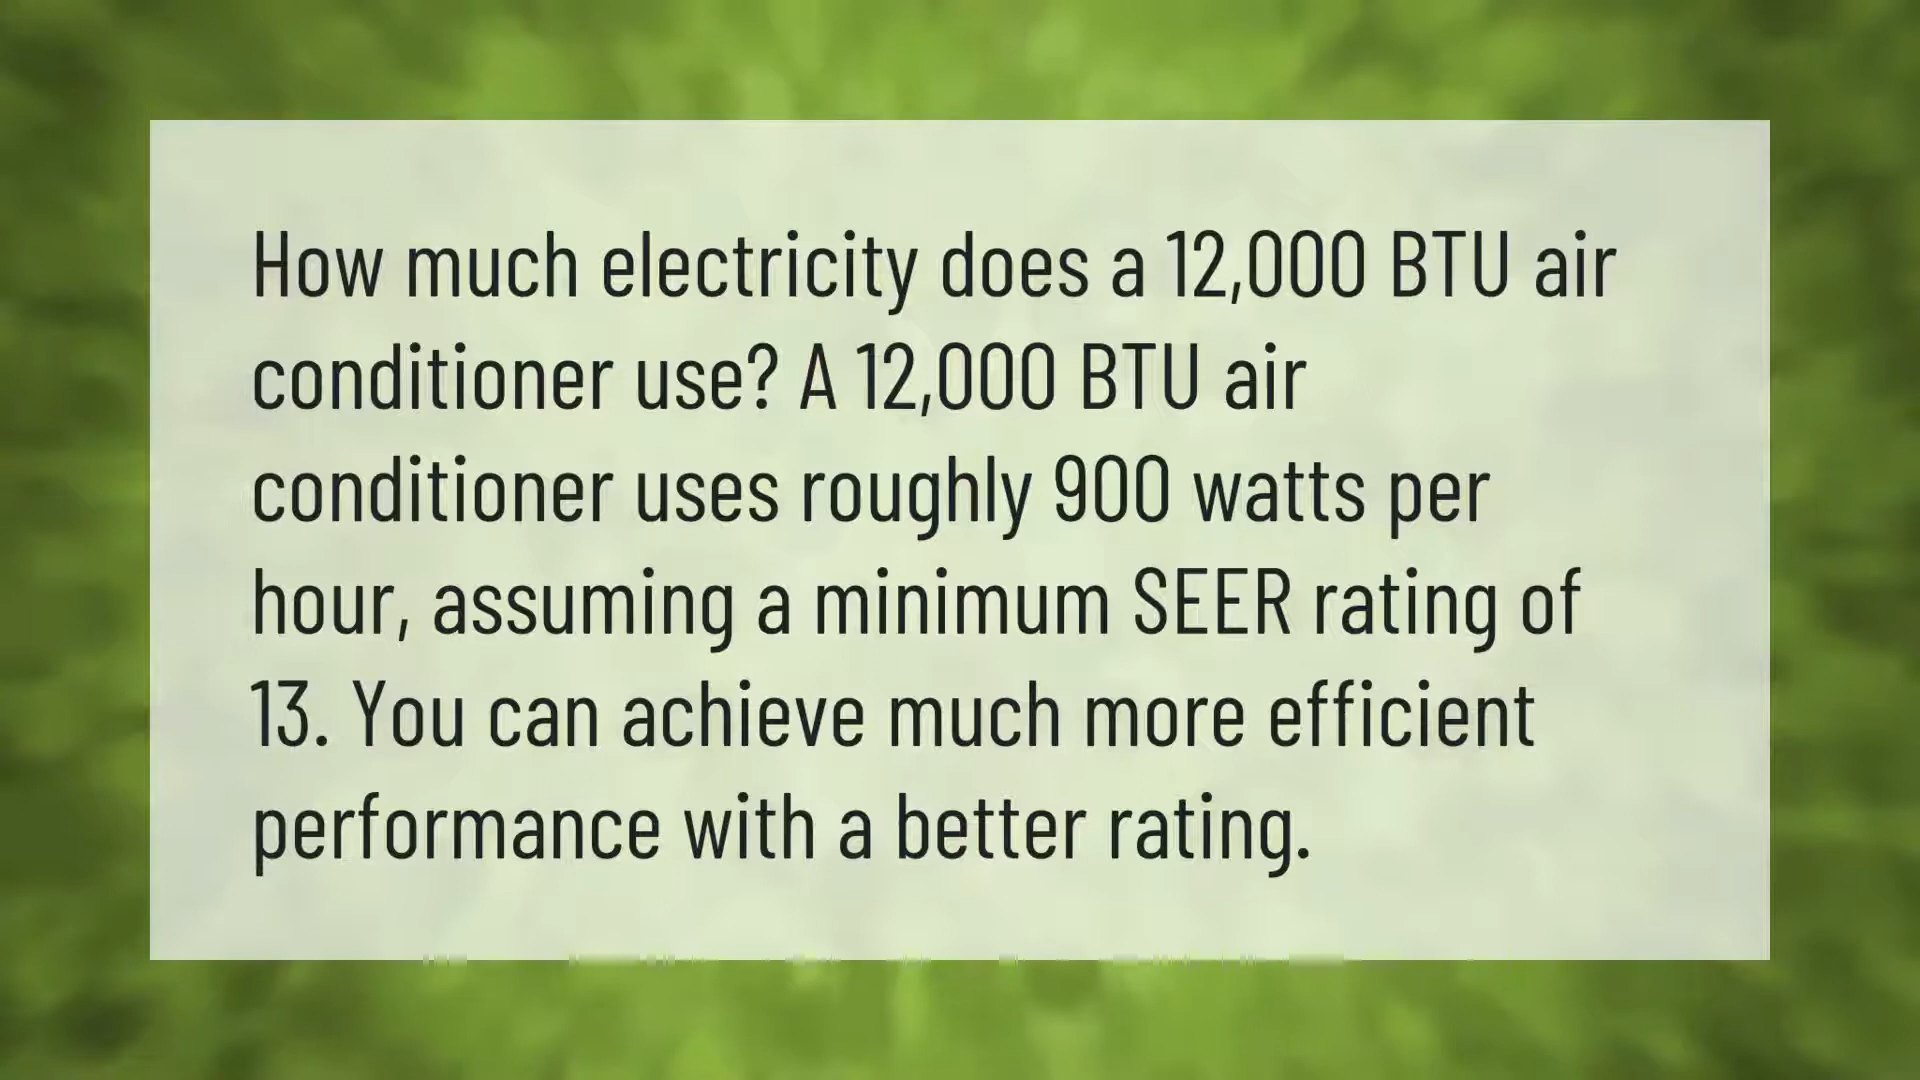 How much electricity does a 12,000 BTU air
conditioner use? A 12,000 BTU air
conditioner uses roughly 900 watts per
hour, assuming a minimum SEER rating of
13. You can achieve much more efficient
performance with a better rating.